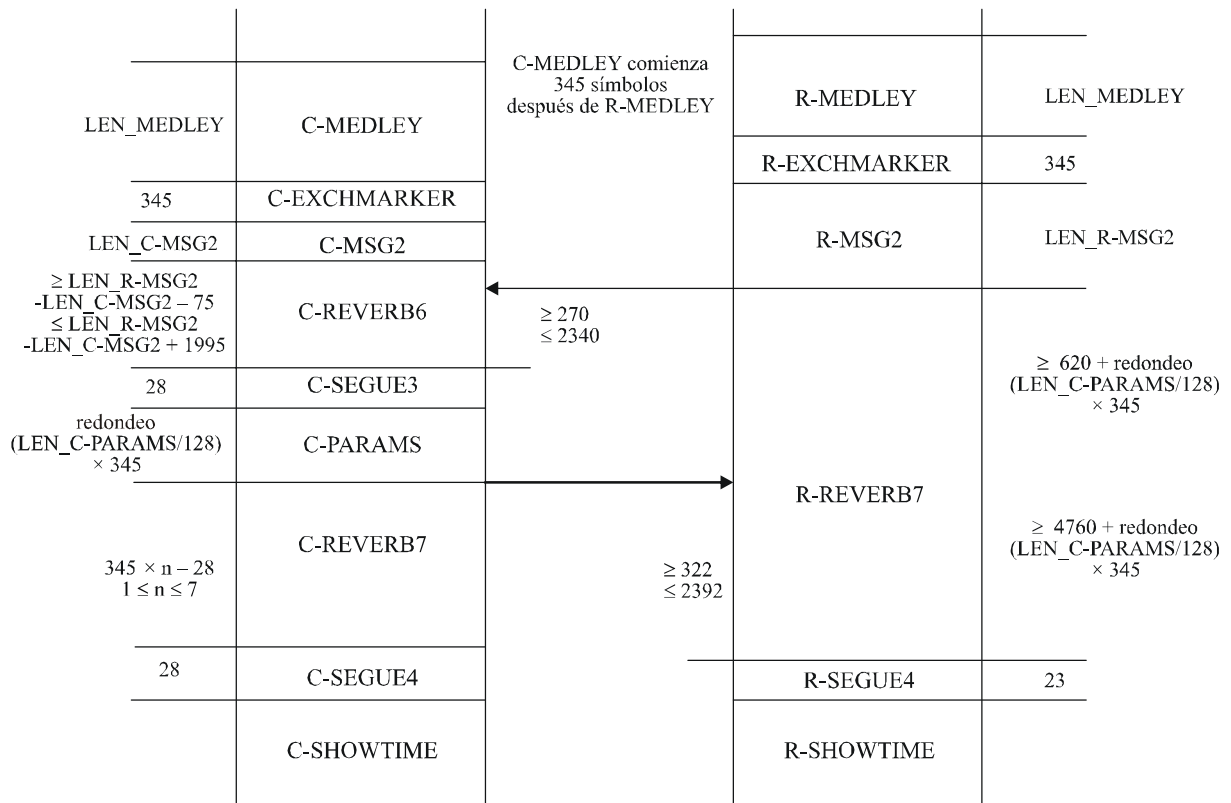 C-MEDLEY comienza
345 símbolos
después de R-MEDLEY
LEN_MEDLEY
C-MEDLEY
R-MEDLEY
LEN_MEDLEY
R-EXCHMARKER
345
345
C-EXCHMARKER
LEN_C-MSG2
C-MSG2
R-MSG2
LEN_R-MSG2
≥ LEN_R-MSG2
-LEN_C-MSG2 – 75
≤ LEN_R-MSG2
-LEN_C-MSG2 + 1995
C-REVERB6
≥ 270
≤ 2340
≥ 620 + redondeo
(LEN_C-PARAMS/128)
× 345
28
C-SEGUE3
redondeo
(LEN_C-PARAMS/128)
× 345
C-PARAMS
R-REVERB7
C-REVERB7
≥ 4760 + redondeo
(LEN_C-PARAMS/128)
× 345
345 × n – 28
1 ≤ n ≤ 7
≥ 322
≤ 2392
28
C-SEGUE4
R-SEGUE4
23
C-SHOWTIME
R-SHOWTIME